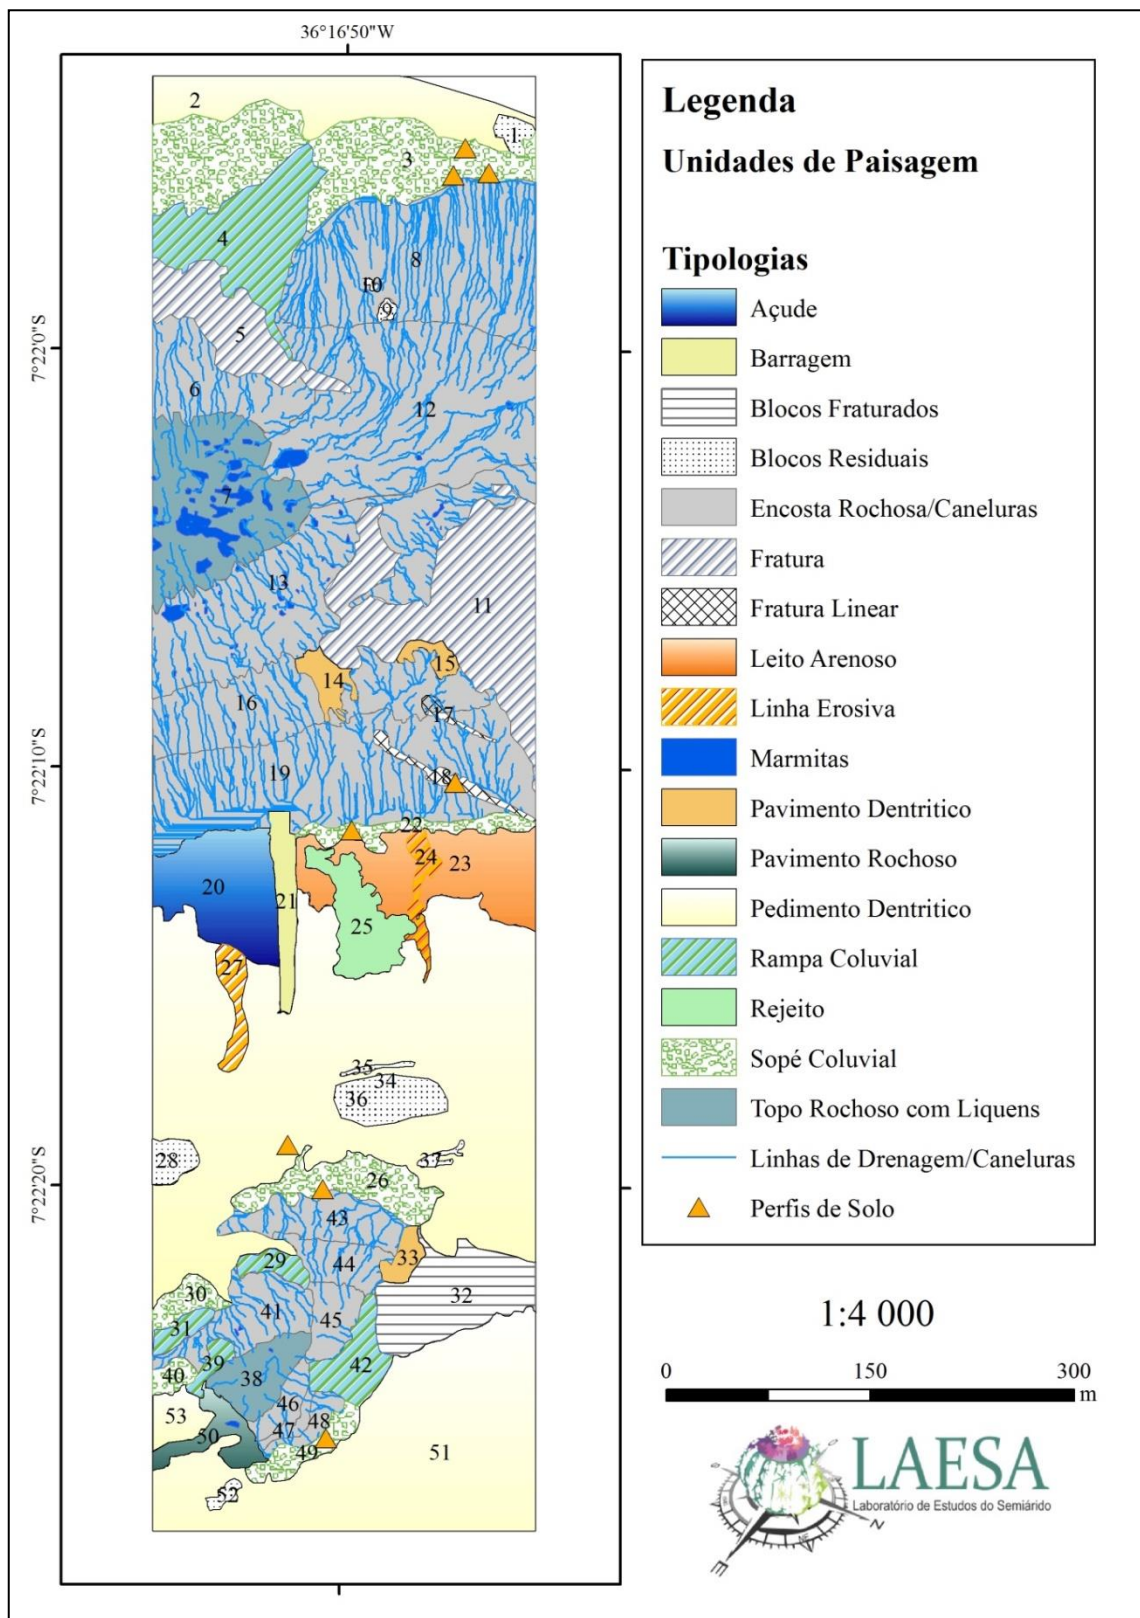 36°16'50"W
7°22'0"S
7°22'10"S
7°22'20"S
2
1
3
4
8
10
9
5
6
12
7
13
11
15
14
16
17
19
18
22
20
21
24
23
25
27
35
34
36
28
37
26
43
33
29
44
32
30
41
45
31
39
42
40
38
46
53
48
47
50
49
51
52
Legenda
Unidades de Paisagem
Tipologias
Açude
Barragem
Blocos Fraturados
Blocos Residuais
Encosta Rochosa/Caneluras
Fratura
Fratura Linear
Leito Arenoso
Linha Erosiva
Marmitas
Pavimento Dentritico
Pavimento Rochoso
Pedimento Dentritico
Rampa Coluvial
Rejeito
Sopé Coluvial
Topo Rochoso com Liquens
Linhas de Drenagem/Caneluras
Perfis de Solo
1:4 000
0 150 300
m
LAESA
Laboratório de Estudos do Semiárido
N
NE
E